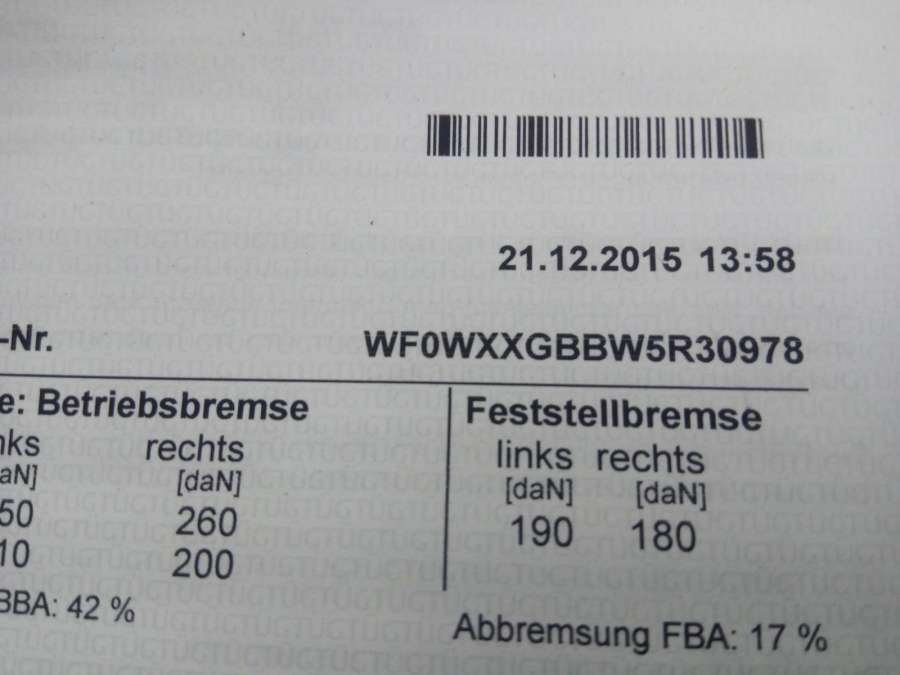 21.12.2015 13:58
-Nr. WF0WXXGBBW5R30978
e: Betriebsbremse Feststellbremse
nks rechts links rechts
aN] [daN] [daN] [daN]
50 260 190 180
10 200
BBA: 42 % Abbremsung FBA: 17 %